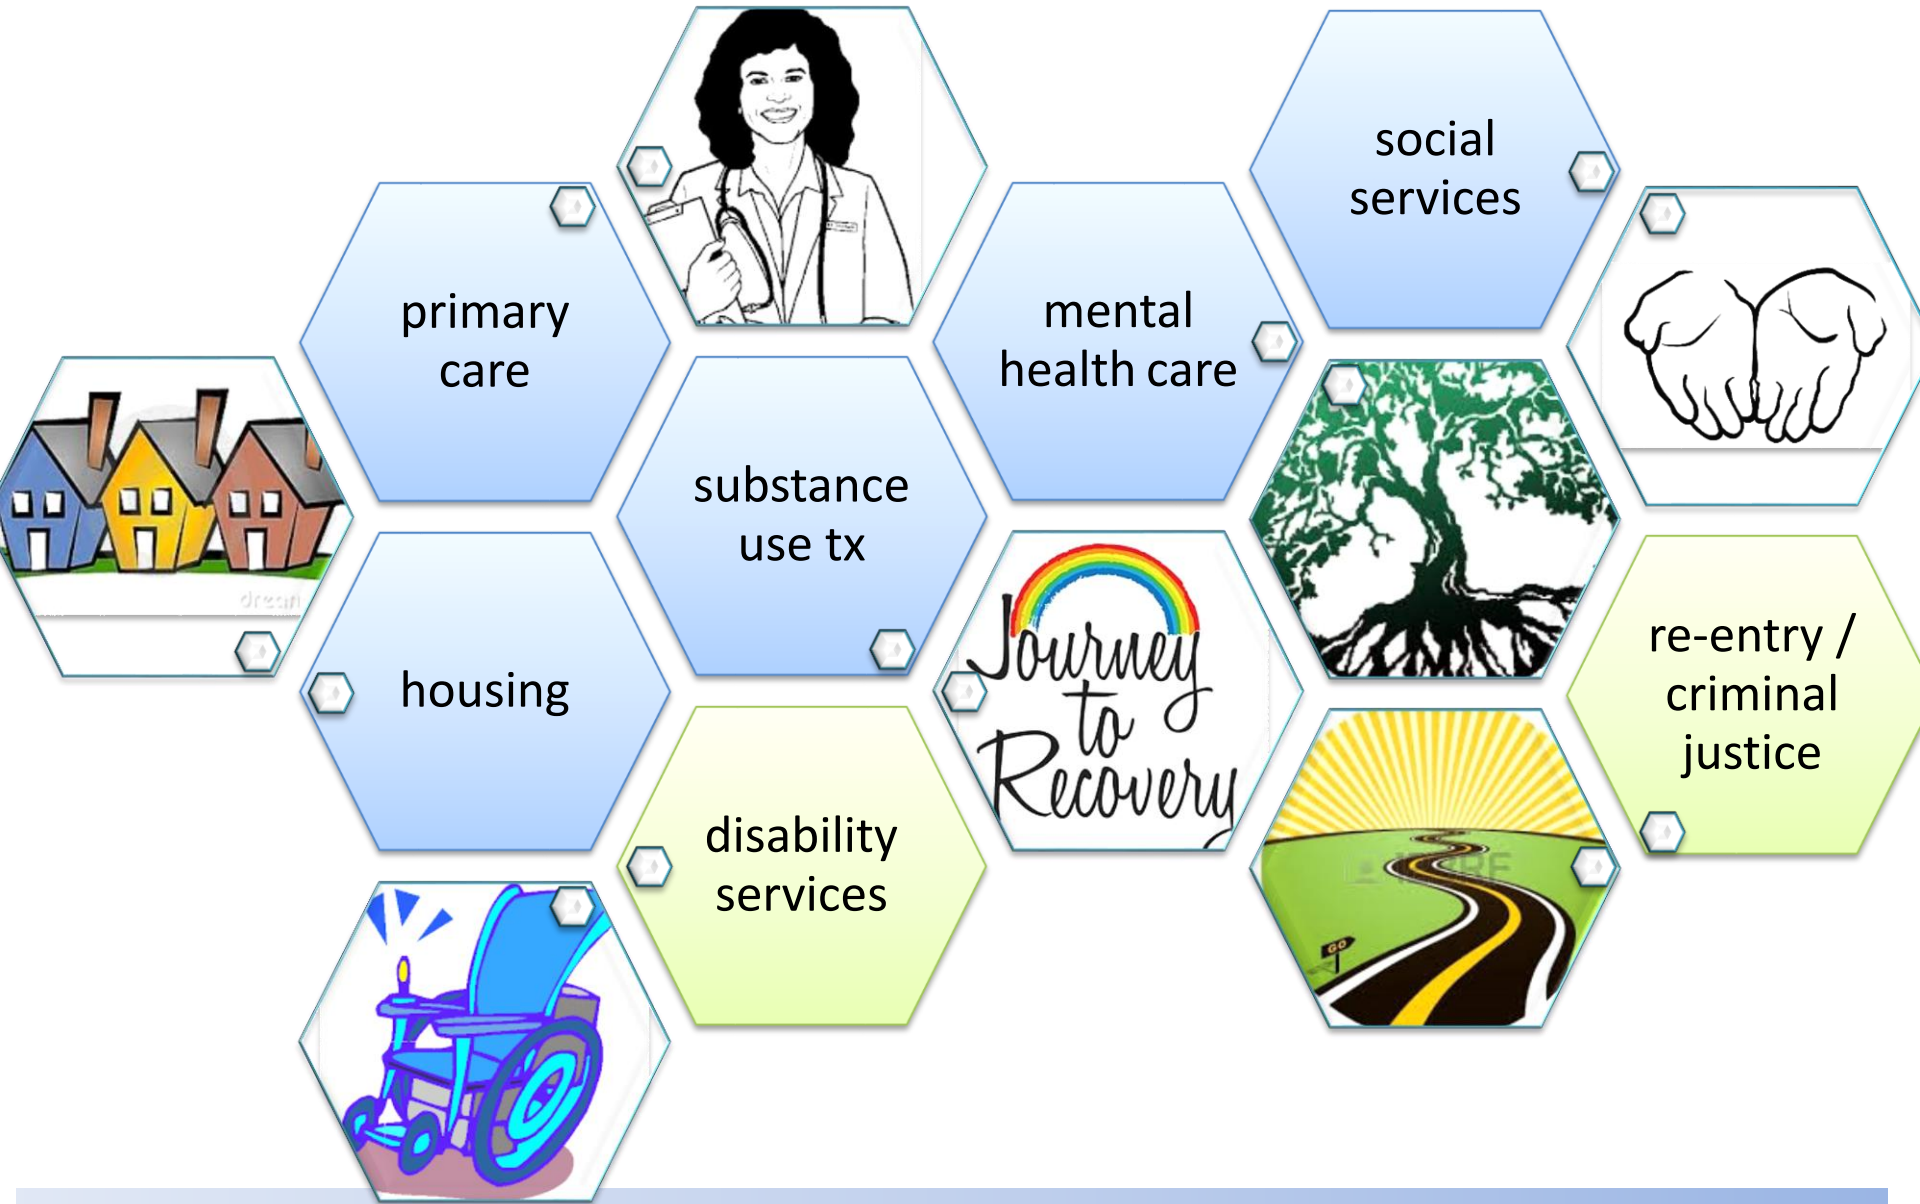 social
services
primary
care
mental
health care
substance
use tx
Journey
to
Recovery
re-entry /
criminal
justice
housing
disability
services
GO